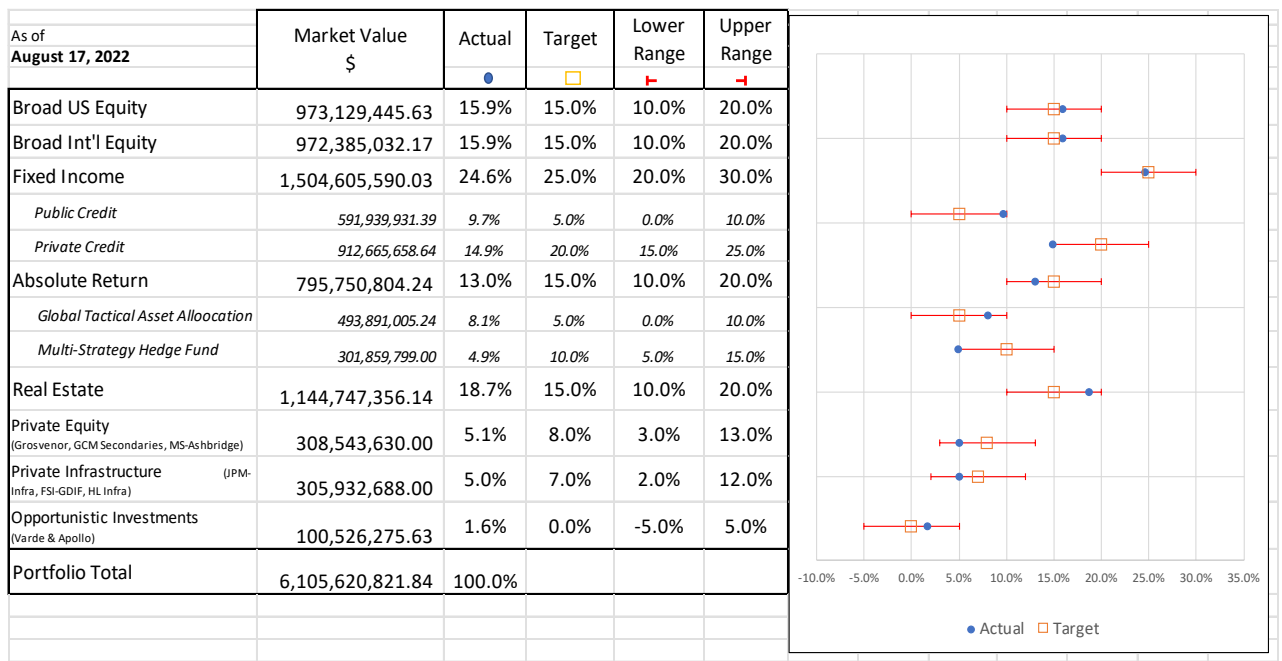 As of
August 17, 2022
Market Value
$
Actual
Target
Lower
Range
Upper
Range
Broad US Equity 973,129,445.63 15.9% 15.0% 10.0% 20.0%
Broad Int'l Equity 972,385,032.17 15.9% 15.0% 10.0% 20.0%
Fixed Income 1,504,605,590.03 24.6% 25.0% 20.0% 30.0%
Public Credit 591,939,931.39 9.7% 5.0% 0.0% 10.0%
Private Credit 912,665,658.64 14.9% 20.0% 15.0% 25.0%
Absolute Return 795,750,804.24 13.0% 15.0% 10.0% 20.0%
Global Tactical Asset Alloocation 493,891,005.24 8.1% 5.0% 0.0% 10.0%
Multi-Strategy Hedge Fund 301,859,799.00 4.9% 10.0% 5.0% 15.0%
Real Estate 1,144,747,356.14 18.7% 15.0% 10.0% 20.0%
Private Equity
(Grosvenor, GCM Secondaries, MS-Ashbridge) 308,543,630.00 5.1% 8.0% 3.0% 13.0%
Private Infrastructure (JPM-
Infra, FSI-GDIF, HL Infra) 305,932,688.00 5.0% 7.0% 2.0% 12.0%
Opportunistic Investments
(Varde & Apollo) 100,526,275.63 1.6% 0.0% -5.0% 5.0%
Portfolio Total 6,105,620,821.84 100.0%
-10.0% -5.0% 0.0% 5.0% 10.0% 15.0% 20.0% 25.0% 30.0% 35.0%
Actual Target